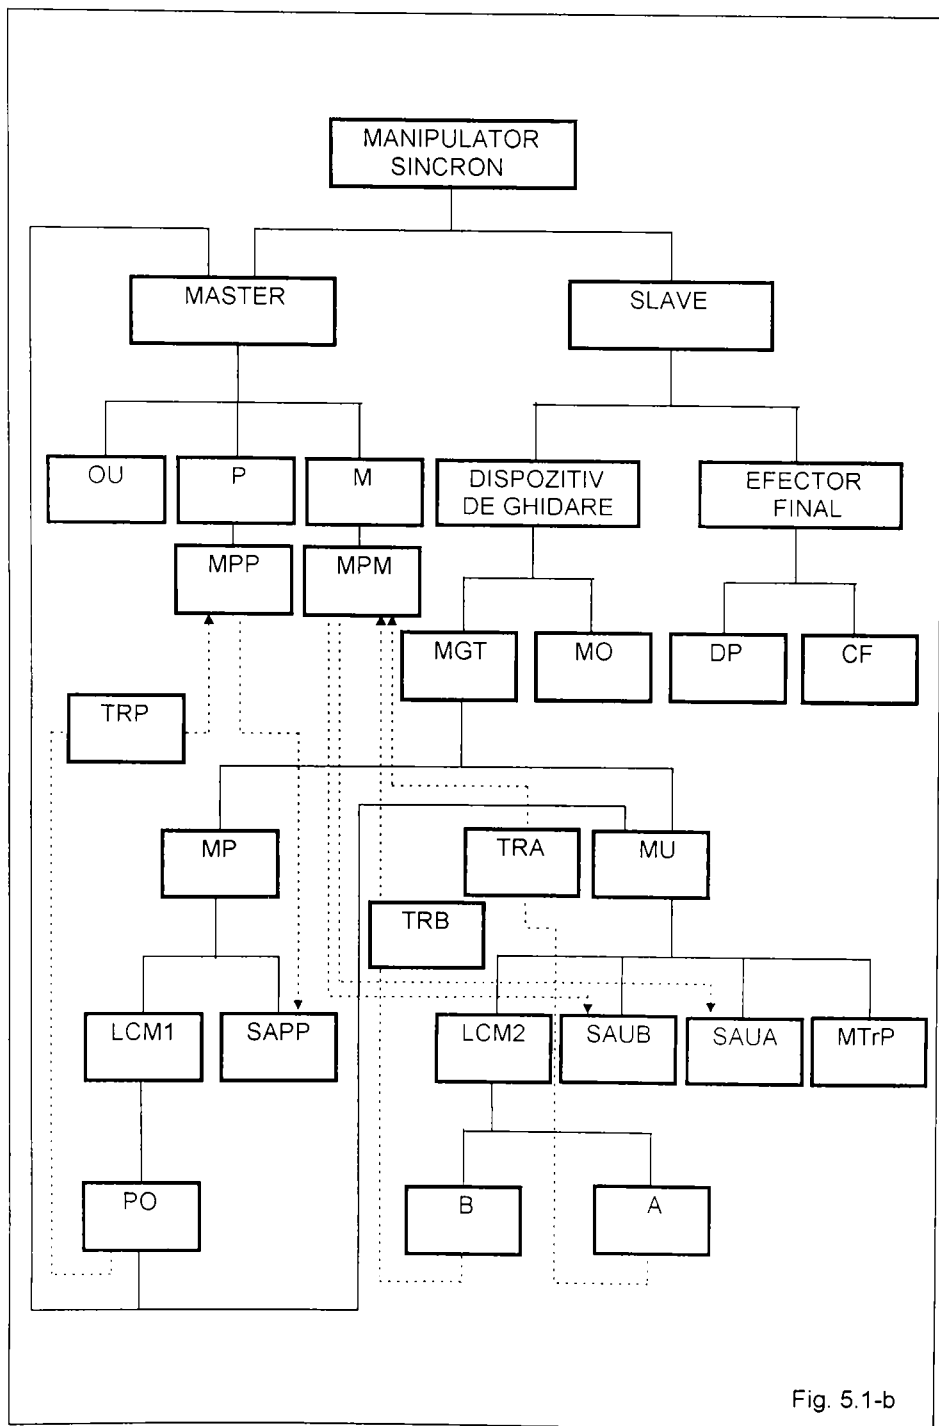 MANIPULATOR
SINCRON
MASTER
SLAVE
OU
P
M
DISPOZITIV
DE GHIDARE
EFECTOR
FINAL
MPP
MPM
MGT
MO
DP
CF
TRP
MP
TRA
MU
TRB
LCM1
SAPP
LCM2
SAUB
SAUA
MTrP
PO
B
A
Fig. 5.1-b